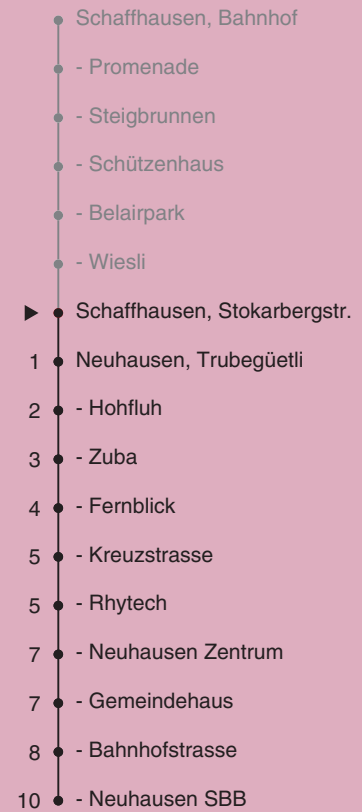 Schaffhausen, Bahnhof
- Promenade
- Steigbrunnen
- Schützenhaus
- Belairpark
- Wiesli
Schaffhausen, Stokarbergstr.
1 Neuhausen, Trubegüetli
2 - Hohfluh
3 - Zuba
4 - Fernblick
5 - Kreuzstrasse
5 - Rhytech
7 - Neuhausen Zentrum
7 - Gemeindehaus
8 - Bahnhofstrasse
10 - Neuhausen SBB